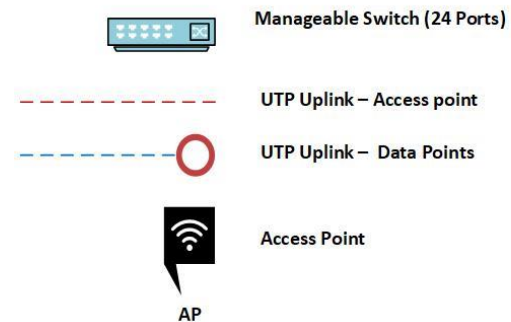 Manageable Switch (24 Ports)
UTP Uplink – Access point
UTP Uplink –  Data Points
Access Point
AP